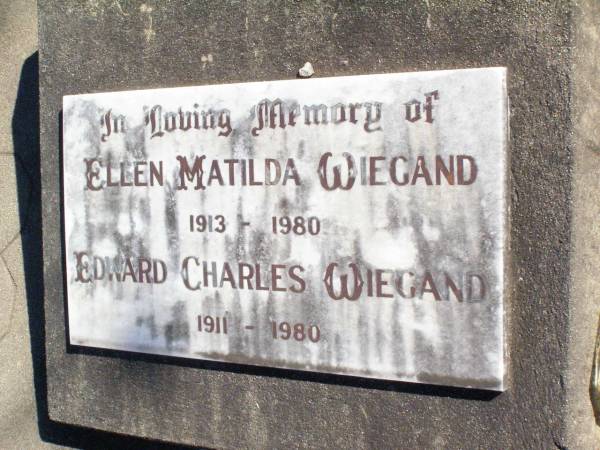 In Loving Memory of
ELLEN MATILDA WIEGAND
1913 - 1980
EDWARD CHARLES WIEGAND
1911 - 1980